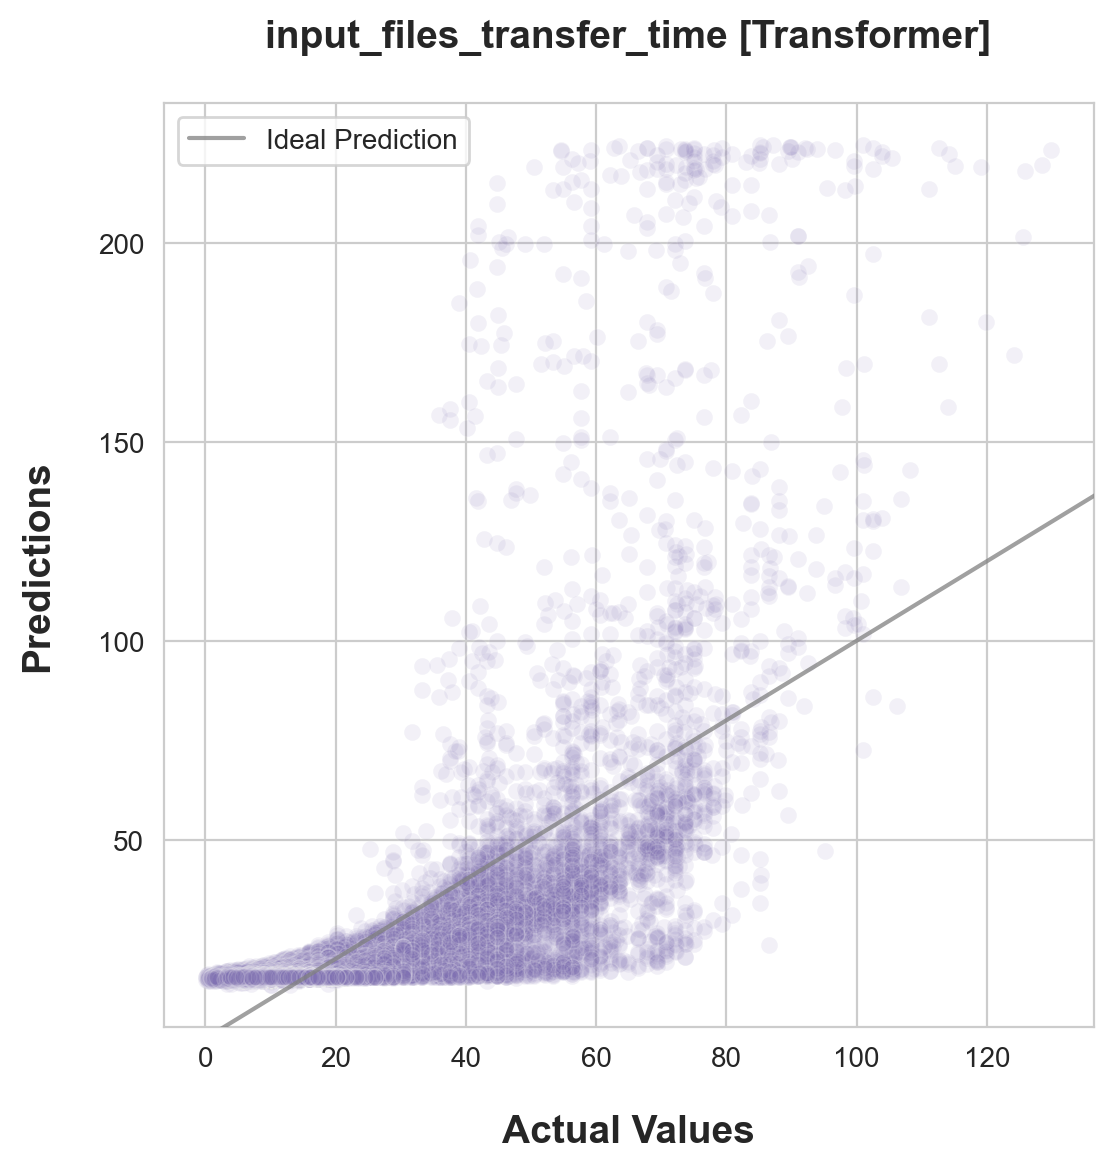 input_files_transfer_time [Transformer]
Ideal Prediction
200
150
100
50
Predictions
0 20 40 60 80 100 120
Actual Values